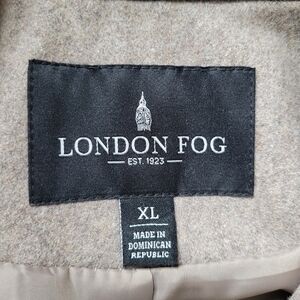 LONDON FOG
EST. 1923
XL
MADE IN
DOMINICAN
REPUBLIC